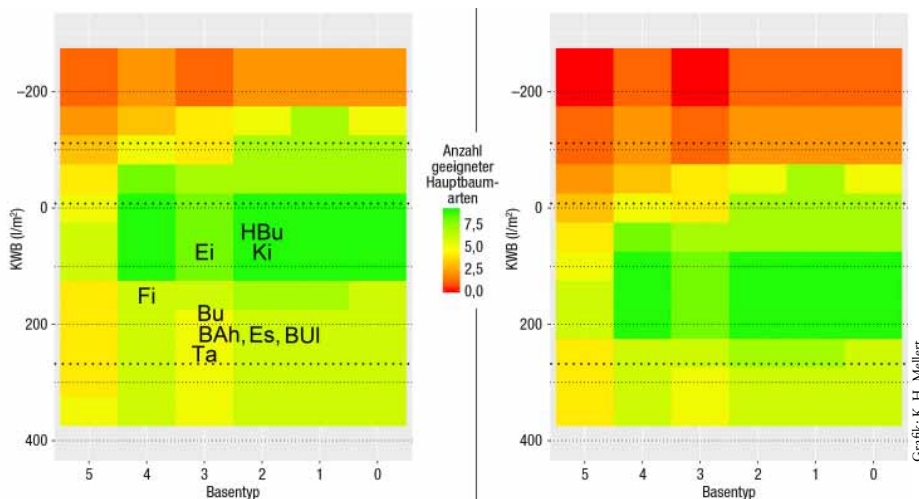 −200
0
200
400
KWB (l/m²)
HBu
Ei Ki
Fi
Bu
BAh, Es, BUl
Ta
5 4 3 2 1 0
Basentyp
Anzahl
geeigneter
Hauptbaum-
arten
7,5
5,0
2,5
0,0
−200
0
200
400
KWB (l/m²)
5 4 3 2 1 0
Basentyp
Grafik: K. H. Mellert